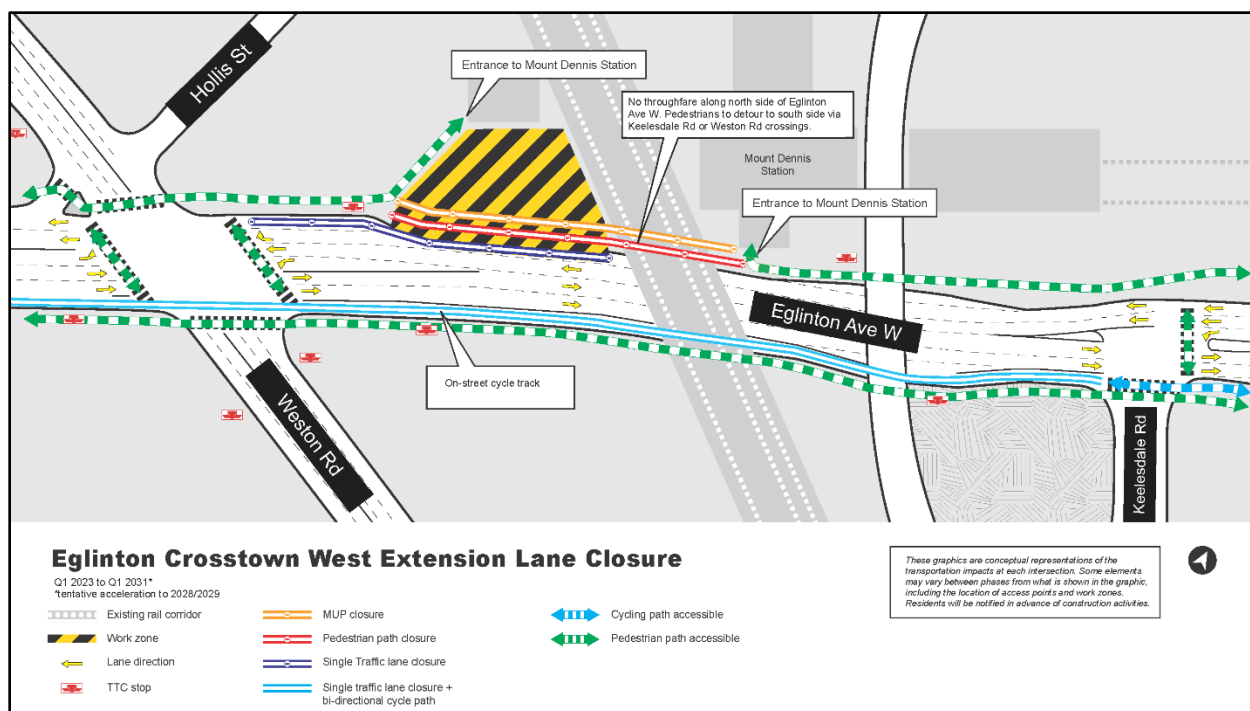 Hollis St
Entrance to Mount Dennis Station
No throughfare along north side of Eglinton
Ave W. Pedestrians to detour to south side via
Keelesdale Rd or Weston Rd crossings.
Mount Dennis
Station
Entrance to Mount Dennis Station
Eglinton Ave W
On-street cycle track
Weston Rd
Keelesdale Rd
Eglinton Crosstown West Extension Lane Closure
Q1 2023 to Q1 2031*
*tentative acceleration to 2028/2029
Existing rail corridor
Work zone
Lane direction
TTC stop
MUP closure
Pedestrian path closure
Single Traffic lane closure
Single traffic lane closure +
bi-directional cycle path
Cycling path accessible
Pedestrian path accessible
These graphics are conceptual representations of the
transportation impacts at each intersection. Some elements
may vary between phases from what is shown in the graphic,
including the location of access points and work zones.
Residents will be notified in advance of construction activities.